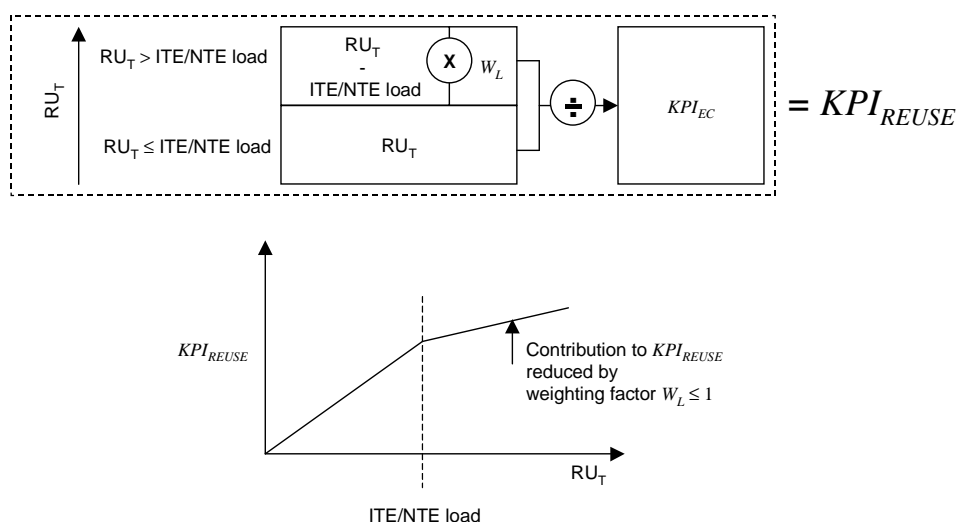 RU_T
RU_T > ITE/NTE load
RU_T
-
ITE/NTE load
X
W_L
÷
KPI_EC
= KPI_REUSE
RU_T ≤ ITE/NTE load
RU_T
KPI_REUSE
Contribution to KPI_REUSE
reduced by
weighting factor W_L ≤ 1
RU_T
ITE/NTE load